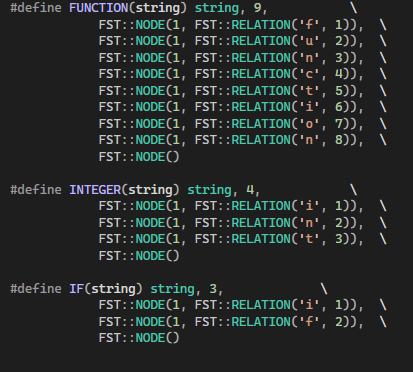 #define FUNCTION(string) string, 9, \
FST::NODE(1, FST::RELATION('f', 1)), \
FST::NODE(1, FST::RELATION('u', 2)), \
FST::NODE(1, FST::RELATION('n', 3)), \
FST::NODE(1, FST::RELATION('c', 4)), \
FST::NODE(1, FST::RELATION('t', 5)), \
FST::NODE(1, FST::RELATION('i', 6)), \
FST::NODE(1, FST::RELATION('o', 7)), \
FST::NODE(1, FST::RELATION('n', 8)), \
FST::NODE()
#define INTEGER(string) string, 4, \
FST::NODE(1, FST::RELATION('i', 1)), \
FST::NODE(1, FST::RELATION('n', 2)), \
FST::NODE(1, FST::RELATION('t', 3)), \
FST::NODE()
#define IF(string) string, 3, \
FST::NODE(1, FST::RELATION('i', 1)), \
FST::NODE(1, FST::RELATION('f', 2)), \
FST::NODE()